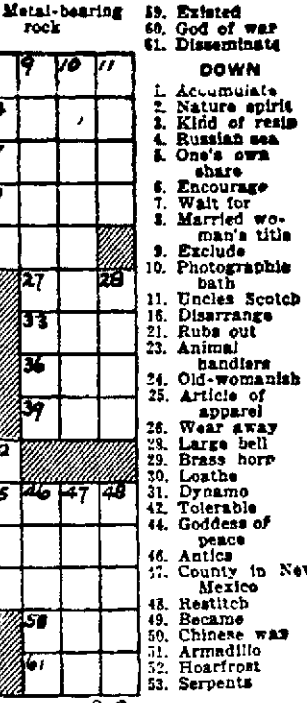 Metal-bearing
rock
9 10 11
27 28
33
36
39
46 47 48
58
61
59. Existed
60. God of war
61. Disseminate
DOWN
1. Accumulate
2. Nature spirit
3. Kind of resin
4. Russian sea
5. One's own
share
6. Encourage
7. Wait for
8. Married wo-
man's title
9. Exclude
10. Photographic
bath
11. Uncles Scotch
16. Disarrange
21. Rubs out
23. Animal
handlers
24. Old-womanish
25. Article of
apparel
26. Wear away
28. Large bell
29. Brass horn
30. Loathe
31. Dynamo
42. Tolerable
44. Goddess of
peace
46. Antics
47. County in New
Mexico
48. Restitch
49. Became
50. Chinese wax
51. Armadillo
52. Hoarfrost
53. Serpents